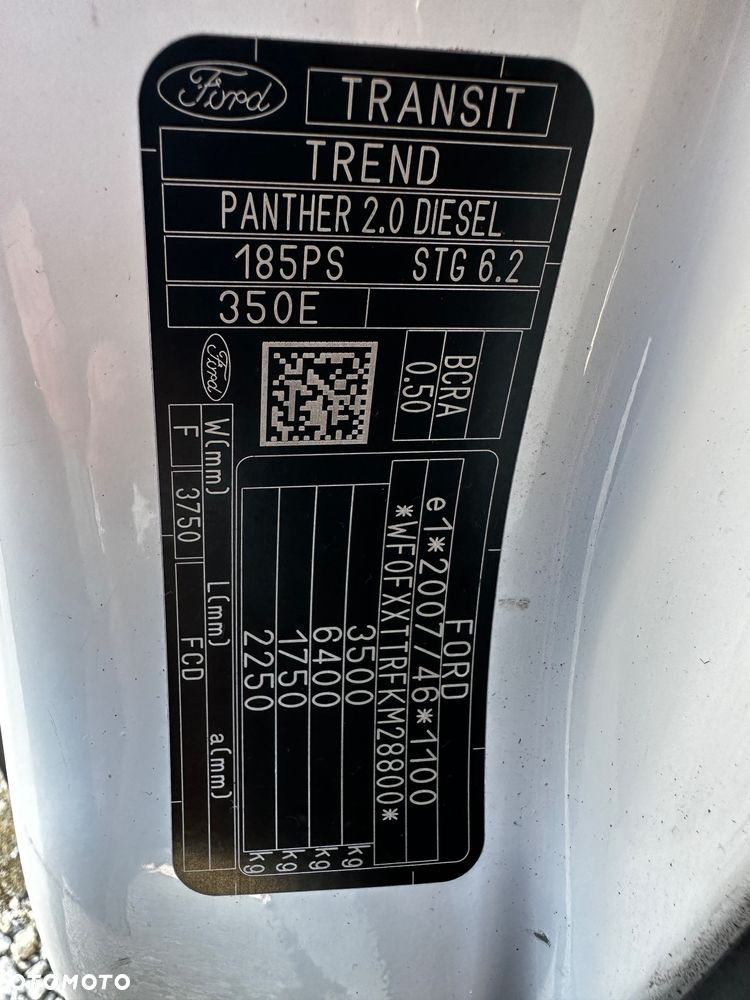 Ford
TRANSIT
TREND
PANTHER 2.0 DIESEL
185PS STG 6.2
350E
Ford
BCRA
0.50
FORD
e1*2007/46*1100
*WF0FXXTTRFKM28800*
3500 kg
6400 kg
1750 kg
2250 kg
W(mm) L(mm) a(mm)
F 3750 FCD
OTOMOTO